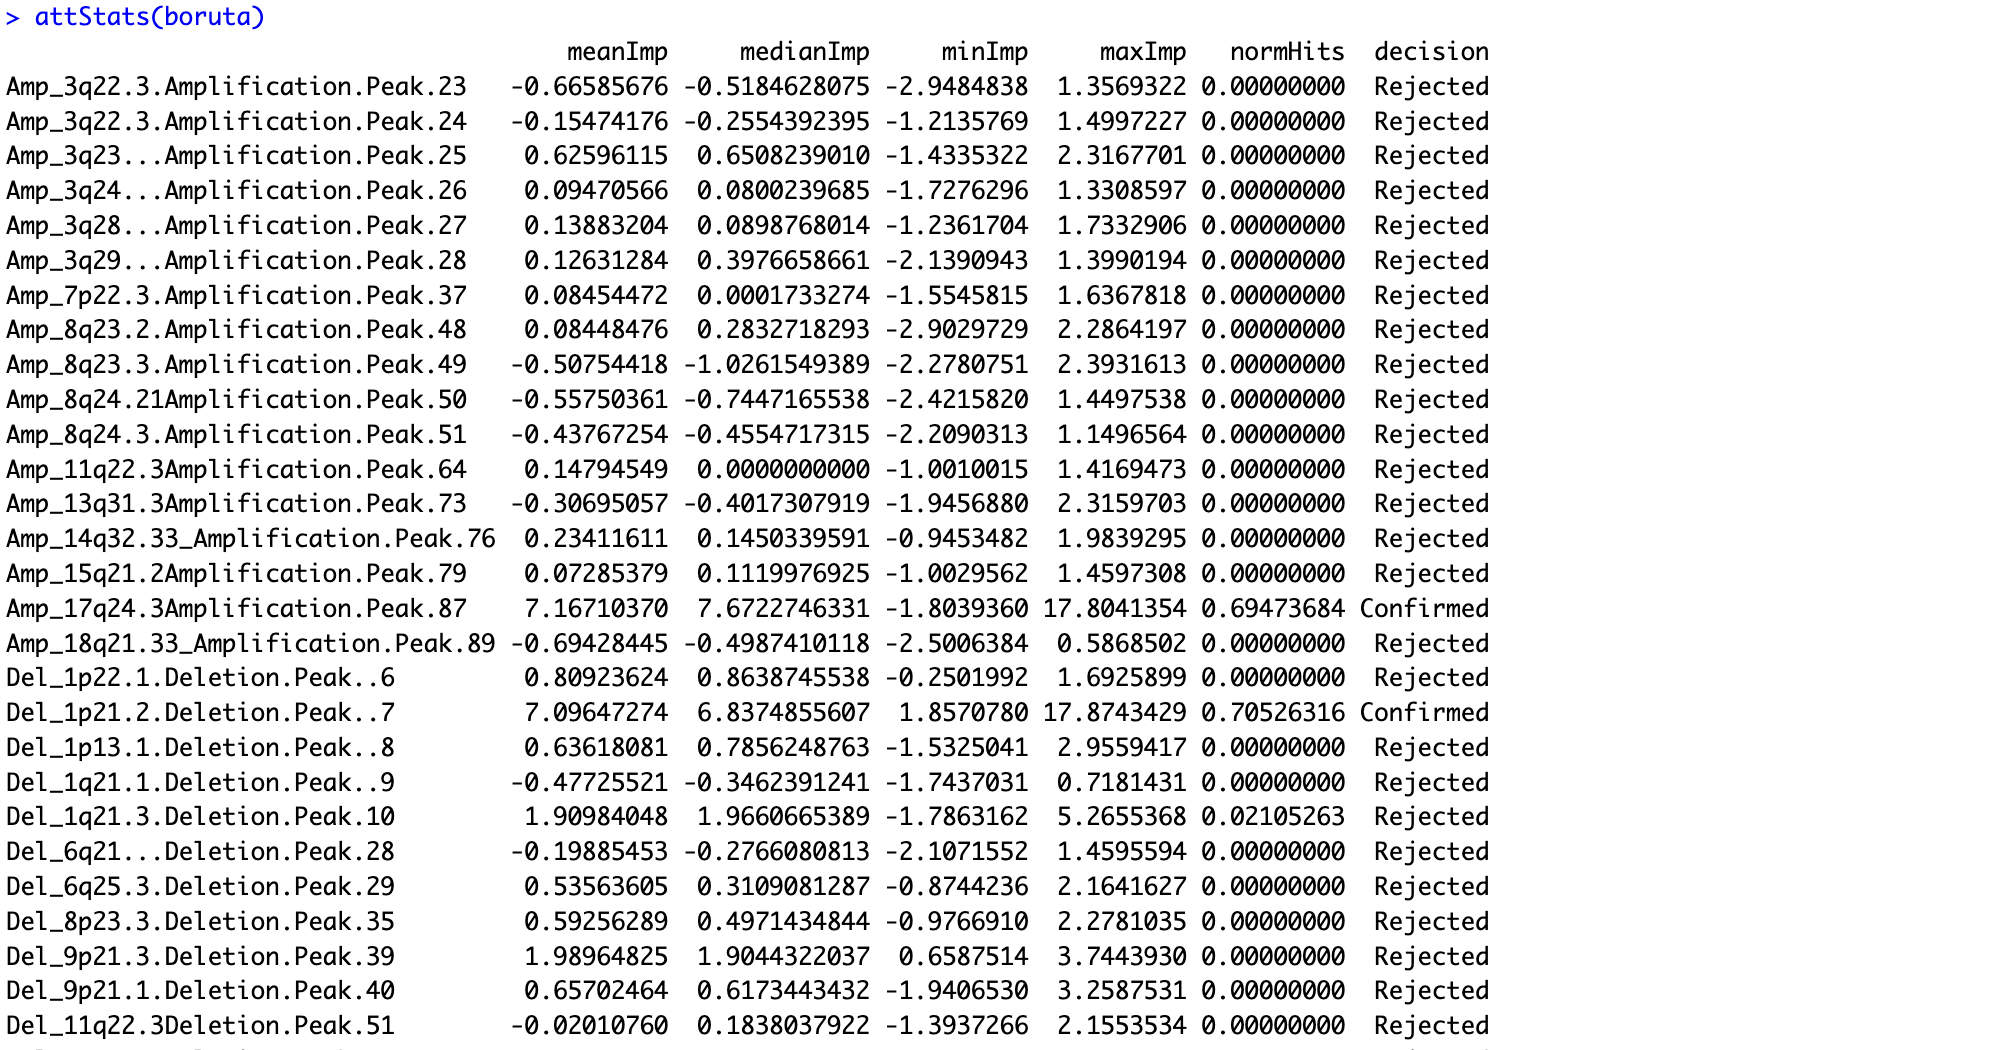 > attStats(boruta)
meanImp medianImp minImp maxImp normHits decision
Amp_3q22.3.Amplification.Peak.23 -0.66585676 -0.5184628075 -2.9484838 1.3569322 0.00000000 Rejected
Amp_3q22.3.Amplification.Peak.24 -0.15474176 -0.2554392395 -1.2135769 1.4997227 0.00000000 Rejected
Amp_3q23...Amplification.Peak.25 0.62596115 0.6508239010 -1.4335322 2.3167701 0.00000000 Rejected
Amp_3q24...Amplification.Peak.26 0.09470566 0.0800239685 -1.7276296 1.3308597 0.00000000 Rejected
Amp_3q28...Amplification.Peak.27 0.13883204 0.0898768014 -1.2361704 1.7332906 0.00000000 Rejected
Amp_3q29...Amplification.Peak.28 0.12631284 0.3976658661 -2.1390943 1.3990194 0.00000000 Rejected
Amp_7p22.3.Amplification.Peak.37 0.08454472 0.0001733274 -1.5545815 1.6367818 0.00000000 Rejected
Amp_8q23.2.Amplification.Peak.48 0.08448476 0.2832718293 -2.9029729 2.2864197 0.00000000 Rejected
Amp_8q23.3.Amplification.Peak.49 -0.50754418 -1.0261549389 -2.2780751 2.3931613 0.00000000 Rejected
Amp_8q24.21Amplification.Peak.50 -0.55750361 -0.7447165538 -2.4215820 1.4497538 0.00000000 Rejected
Amp_8q24.3.Amplification.Peak.51 -0.43767254 -0.4554717315 -2.2090313 1.1496564 0.00000000 Rejected
Amp_11q22.3Amplification.Peak.64 0.14794549 0.0000000000 -1.0010015 1.4169473 0.00000000 Rejected
Amp_13q31.3Amplification.Peak.73 -0.30695057 -0.4017307919 -1.9456880 2.3159703 0.00000000 Rejected
Amp_14q32.33_Amplification.Peak.76 0.23411611 0.1450339591 -0.9453482 1.9839295 0.00000000 Rejected
Amp_15q21.2Amplification.Peak.79 0.07285379 0.1119976925 -1.0029562 1.4597308 0.00000000 Rejected
Amp_17q24.3Amplification.Peak.87 7.16710370 7.6722746331 -1.8039360 17.8041354 0.69473684 Confirmed
Amp_18q21.33_Amplification.Peak.89 -0.69428445 -0.4987410118 -2.5006384 0.5868502 0.00000000 Rejected
Del_1p22.1.Deletion.Peak..6 0.80923624 0.8638745538 -0.2501992 1.6925899 0.00000000 Rejected
Del_1p21.2.Deletion.Peak..7 7.09647274 6.8374855607 1.8570780 17.8743429 0.70526316 Confirmed
Del_1p13.1.Deletion.Peak..8 0.63618081 0.7856248763 -1.5325041 2.9559417 0.00000000 Rejected
Del_1q21.1.Deletion.Peak..9 -0.47725521 -0.3462391241 -1.7437031 0.7181431 0.00000000 Rejected
Del_1q21.3.Deletion.Peak.10 1.90984048 1.9660665389 -1.7863162 5.2655368 0.02105263 Rejected
Del_6q21...Deletion.Peak.28 -0.19885453 -0.2766080813 -2.1071552 1.4595594 0.00000000 Rejected
Del_6q25.3.Deletion.Peak.29 0.53563605 0.3109081287 -0.8744236 2.1641627 0.00000000 Rejected
Del_8p23.3.Deletion.Peak.35 0.59256289 0.4971434844 -0.9766910 2.2781035 0.00000000 Rejected
Del_9p21.3.Deletion.Peak.39 1.98964825 1.9044322037 0.6587514 3.7443930 0.00000000 Rejected
Del_9p21.1.Deletion.Peak.40 0.65702464 0.6173443432 -1.9406530 3.2587531 0.00000000 Rejected
Del_11q22.3Deletion.Peak.51 -0.02010760 0.1838037922 -1.3937266 2.1553534 0.00000000 Rejected